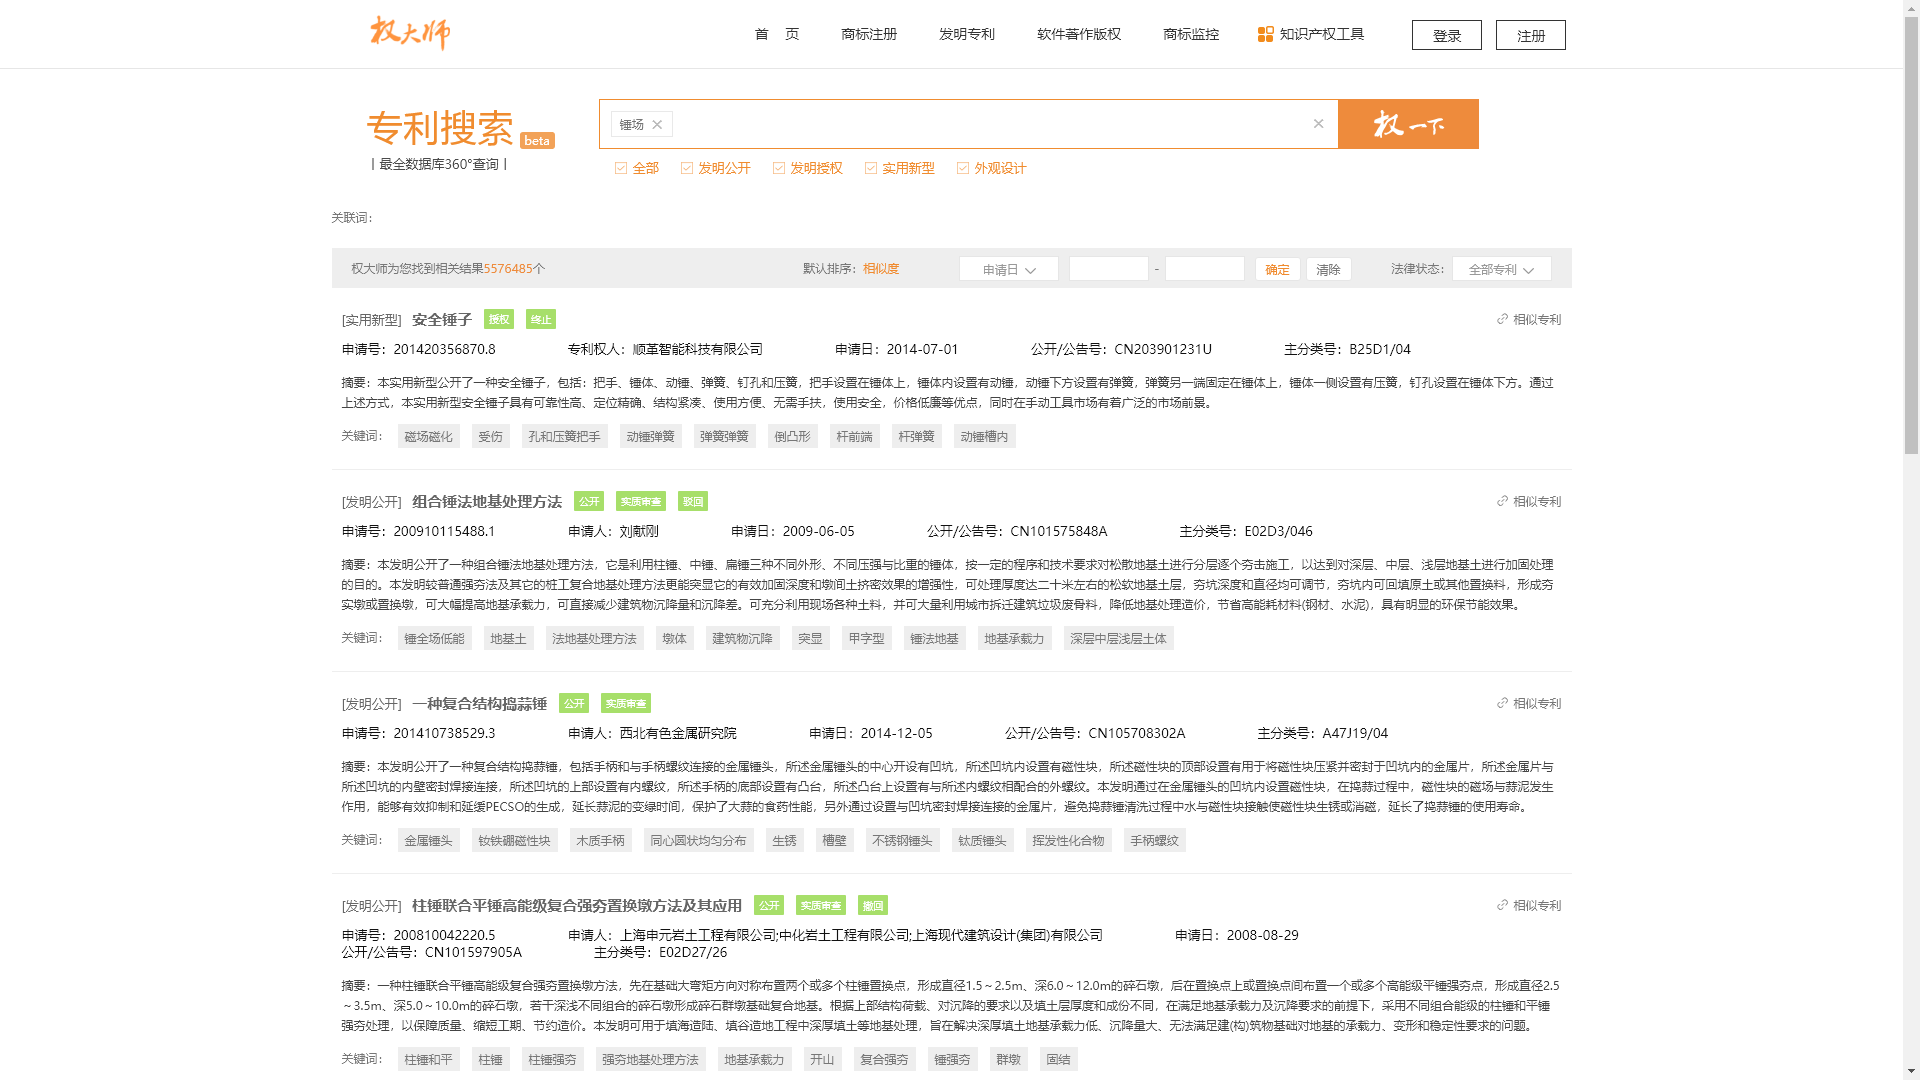 权大师
首 页
商标注册
发明专利
软件著作版权
商标监控
知识产权工具
登录
注册
专利搜索 beta
丨最全数据库360°查询丨
锤场
权一下
全部
发明公开
发明授权
实用新型
外观设计
关联词：
权大师为您找到相关结果5576485个
默认排序： 相似度
申请日
-
确定
清除
法律状态：
全部专利
[实用新型] 安全锤子 授权 终止
相似专利
申请号：201420356870.8 专利权人：顺革智能科技有限公司 申请日：2014-07-01 公开/公告号：CN203901231U 主分类号：B25D1/04
摘要：本实用新型公开了一种安全锤子，包括：把手、锤体、动锤、弹簧、钉孔和压簧，把手设置在锤体上，锤体内设置有动锤，动锤下方设置有弹簧，弹簧另一端固定在锤体上，锤体一侧设置有压簧，钉孔设置在锤体下方。通过
上述方式，本实用新型安全锤子具有可靠性高、定位精确、结构紧凑、使用方便、无需手扶，使用安全，价格低廉等优点，同时在手动工具市场有着广泛的市场前景。
关键词： 磁场磁化 受伤 孔和压簧把手 动锤弹簧 弹簧弹簧 倒凸形 杆前端 杆弹簧 动锤槽内
[发明公开] 组合锤法地基处理方法 公开 实质审查 驳回
相似专利
申请号：200910115488.1 申请人：刘献刚 申请日：2009-06-05 公开/公告号：CN101575848A 主分类号：E02D3/046
摘要：本发明公开了一种组合锤法地基处理方法，它是利用柱锤、中锤、扁锤三种不同外形、不同压强与比重的锤体，按一定的程序和技术要求对松散地基土进行分层逐个夯击施工，以达到对深层、中层、浅层地基土进行加固处理
的目的。本发明较普通强夯法及其它的桩工复合地基处理方法更能突显它的有效加固深度和墩间土挤密效果的增强性，可处理厚度达二十米左右的松软地基土层，夯坑深度和直径均可调节，夯坑内可回填原土或其他置换料，形成夯
实墩或置换墩，可大幅提高地基承载力，可直接减少建筑物沉降量和沉降差。可充分利用现场各种土料，并可大量利用城市拆迁建筑垃圾废骨料，降低地基处理造价，节省高能耗材料(钢材、水泥)，具有明显的环保节能效果。
关键词： 锤全场低能 地基土 法地基处理方法 墩体 建筑物沉降 突显 甲字型 锤法地基 地基承载力 深层中层浅层土体
[发明公开] 一种复合结构捣蒜锤 公开 实质审查
相似专利
申请号：201410738529.3 申请人：西北有色金属研究院 申请日：2014-12-05 公开/公告号：CN105708302A 主分类号：A47J19/04
摘要：本发明公开了一种复合结构捣蒜锤，包括手柄和与手柄螺纹连接的金属锤头，所述金属锤头的中心开设有凹坑，所述凹坑内设置有磁性块，所述磁性块的顶部设置有用于将磁性块压紧并密封于凹坑内的金属片，所述金属片与
所述凹坑的内壁密封焊接连接，所述凹坑的上部设置有内螺纹，所述手柄的底部设置有凸台，所述凸台上设置有与所述内螺纹相配合的外螺纹。本发明通过在金属锤头的凹坑内设置磁性块，在捣蒜过程中，磁性块的磁场与蒜泥发生
作用，能够有效抑制和延缓PECSO的生成，延长蒜泥的变绿时间，保护了大蒜的食药性能，另外通过设置与凹坑密封焊接连接的金属片，避免捣蒜锤清洗过程中水与磁性块接触使磁性块生锈或消磁，延长了捣蒜锤的使用寿命。
关键词： 金属锤头 钕铁硼磁性块 木质手柄 同心圆状均匀分布 生锈 槽壁 不锈钢锤头 钛质锤头 挥发性化合物 手柄螺纹
[发明公开] 柱锤联合平锤高能级复合强夯置换墩方法及其应用 公开 实质审查 撤回
相似专利
申请号：200810042220.5 申请人：上海申元岩土工程有限公司;中化岩土工程有限公司;上海现代建筑设计(集团)有限公司 申请日：2008-08-29
公开/公告号：CN101597905A 主分类号：E02D27/26
摘要：一种柱锤联合平锤高能级复合强夯置换墩方法，先在基础大弯矩方向对称布置两个或多个柱锤置换点，形成直径1.5～2.5m、深6.0～12.0m的碎石墩，后在置换点上或置换点间布置一个或多个高能级平锤强夯点，形成直径2.5
～3.5m、深5.0～10.0m的碎石墩，若干深浅不同组合的碎石墩形成碎石群墩基础复合地基。根据上部结构荷载、对沉降的要求以及填土层厚度和成份不同，在满足地基承载力及沉降要求的前提下，采用不同组合能级的柱锤和平锤
强夯处理，以保障质量、缩短工期、节约造价。本发明可用于填海造陆、填谷造地工程中深厚填土等地基处理，旨在解决深厚填土地基承载力低、沉降量大、无法满足建(构)筑物基础对地基的承载力、变形和稳定性要求的问题。
关键词： 柱锤和平 柱锤 柱锤强夯 强夯地基处理方法 地基承载力 开山 复合强夯 锤强夯 群墩 固结